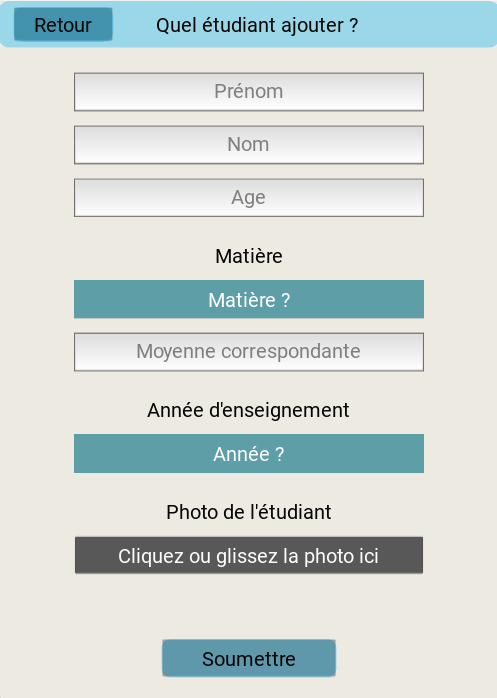 Retour
Quel étudiant ajouter ?
Prénom
Nom
Age
Matière
Matière ?
Moyenne correspondante
Année d'enseignement
Année ?
Photo de l'étudiant
Cliquez ou glissez la photo ici
Soumettre